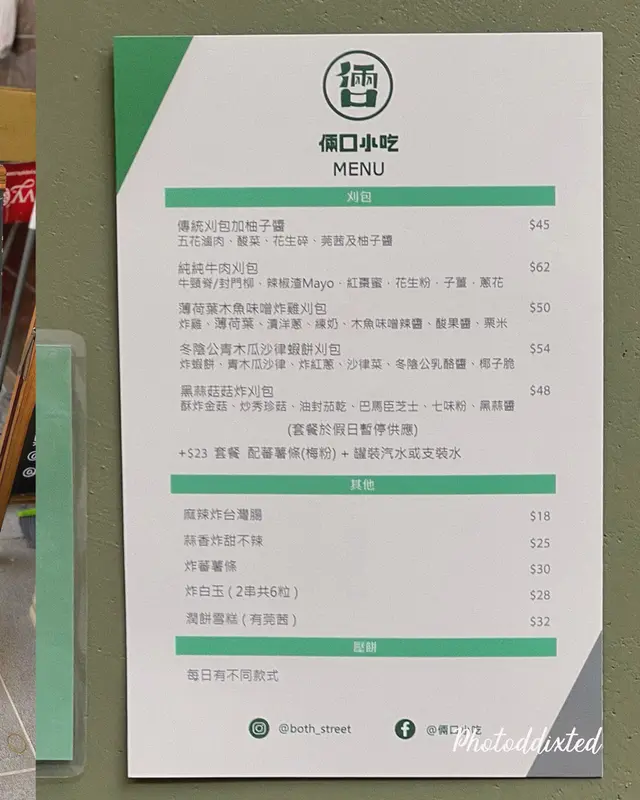 倆口小吃
MENU
刈包
傳統刈包加柚子醬 $45
五花滷肉、酸菜、花生碎、莞茜及柚子醬
純純牛肉刈包 $62
牛頸脊/封門柳、辣椒渣Mayo、紅棗蜜、花生粉、子薑、蔥花
薄荷葉木魚味噌炸雞刈包 $50
炸雞、薄荷葉、漬洋蔥、練奶、木魚味噌辣醬、酸果醬、粟米
冬陰公青木瓜沙律蝦餅刈包 $54
炸蝦餅、青木瓜沙律、炸紅蔥、沙律菜、冬陰公乳酪醬、椰子脆
黑蒜菇菇炸刈包 $48
酥炸金菇、炒秀珍菇、油封茄乾、巴馬臣芝士、七味粉、黑蒜醬
(套餐於假日暫停供應)
+$23 套餐 配蕃薯條(梅粉) + 罐裝汽水或支裝水
其他
麻辣炸台灣腸 $18
蒜香炸甜不辣 $25
炸蕃薯條 $30
炸白玉 ( 2串共6粒 ) $28
潤餅雪糕 ( 有莞茜 ) $32
壓餅
每日有不同款式
@both_street
@倆口小吃
Photoddixted